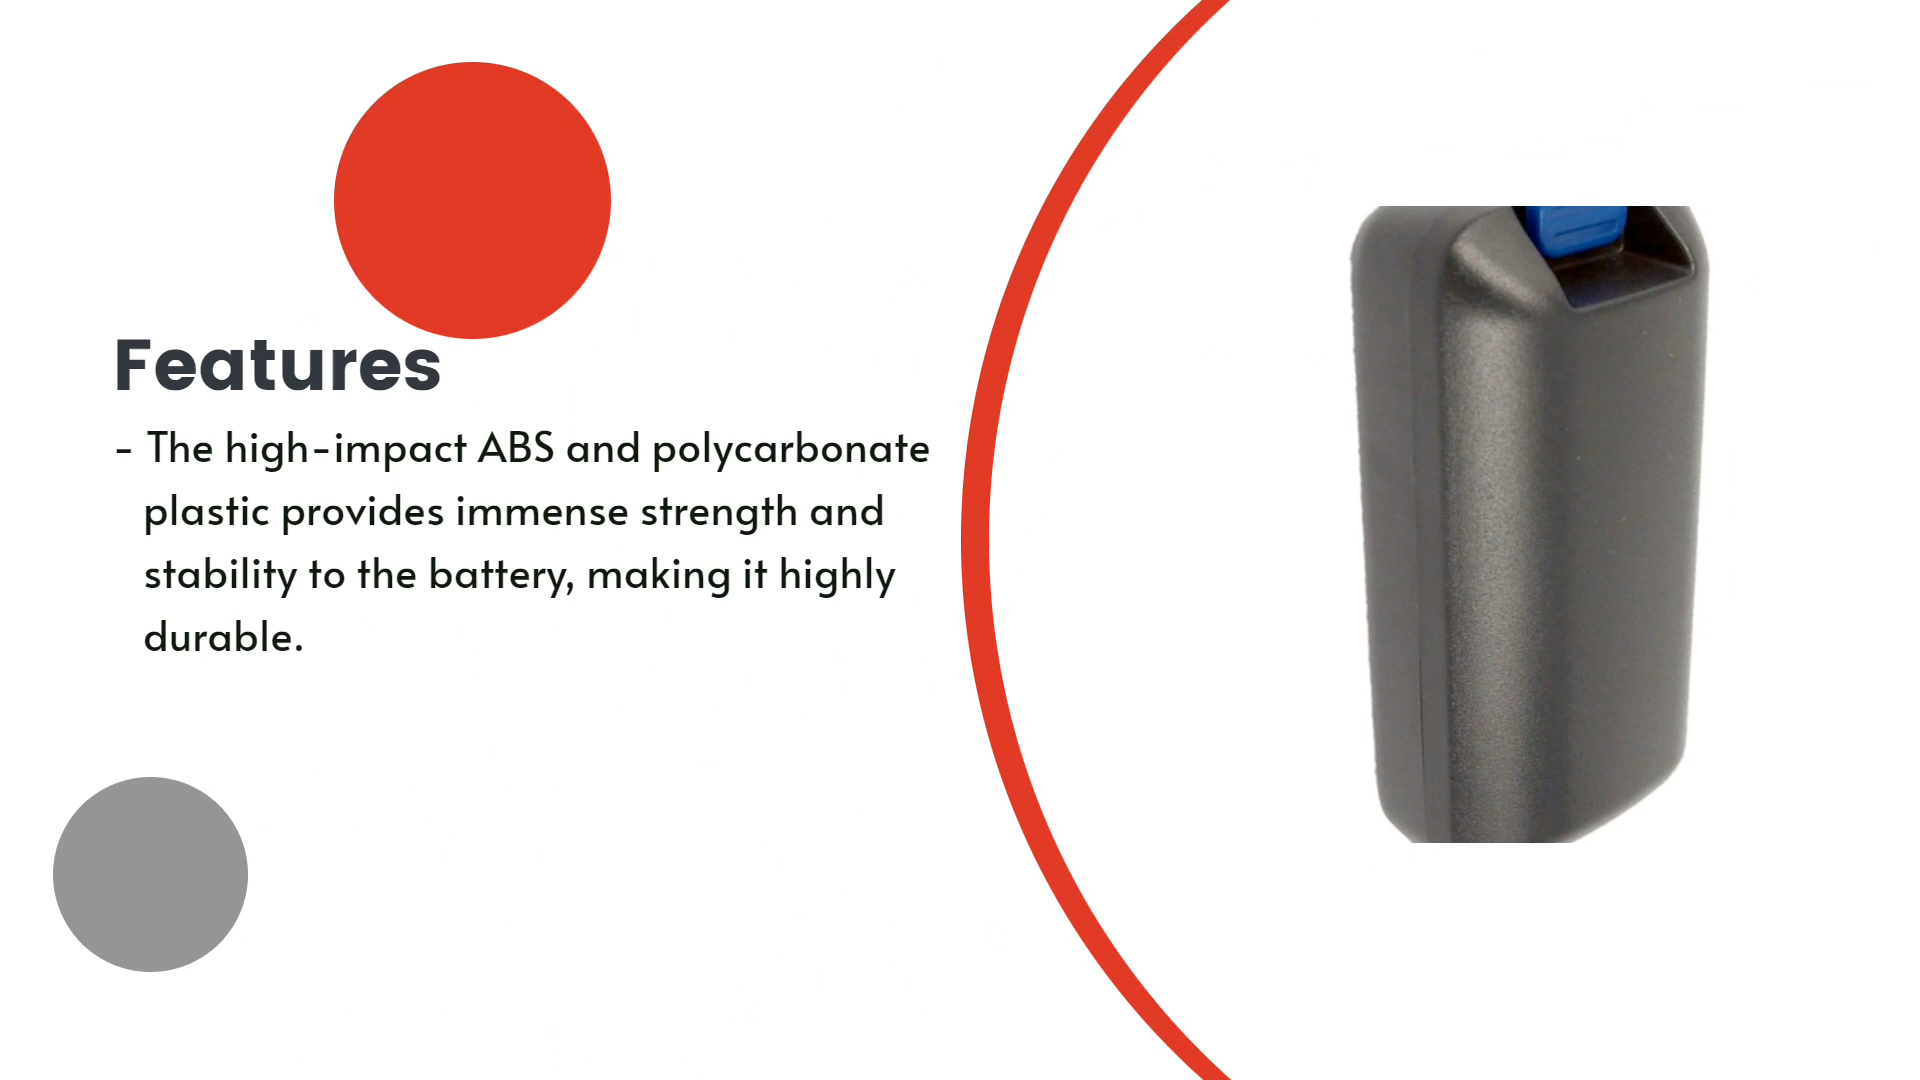 Features
- The high-impact ABS and polycarbonate
plastic provides immense strength and
stability to the battery, making it highly
durable.